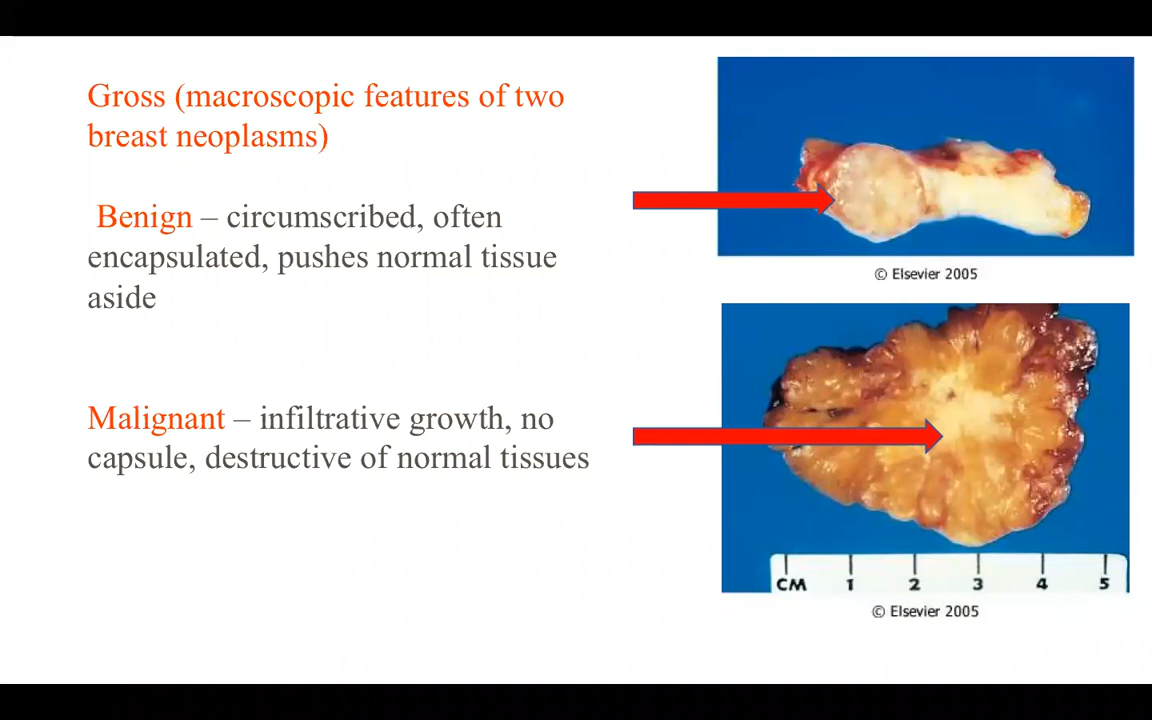 Gross (macroscopic features of two
breast neoplasms)
Benign – circumscribed, often
encapsulated, pushes normal tissue
aside
Malignant – infiltrative growth, no
capsule, destructive of normal tissues
© Elsevier 2005
CM 1 2 3 4 5
© Elsevier 2005